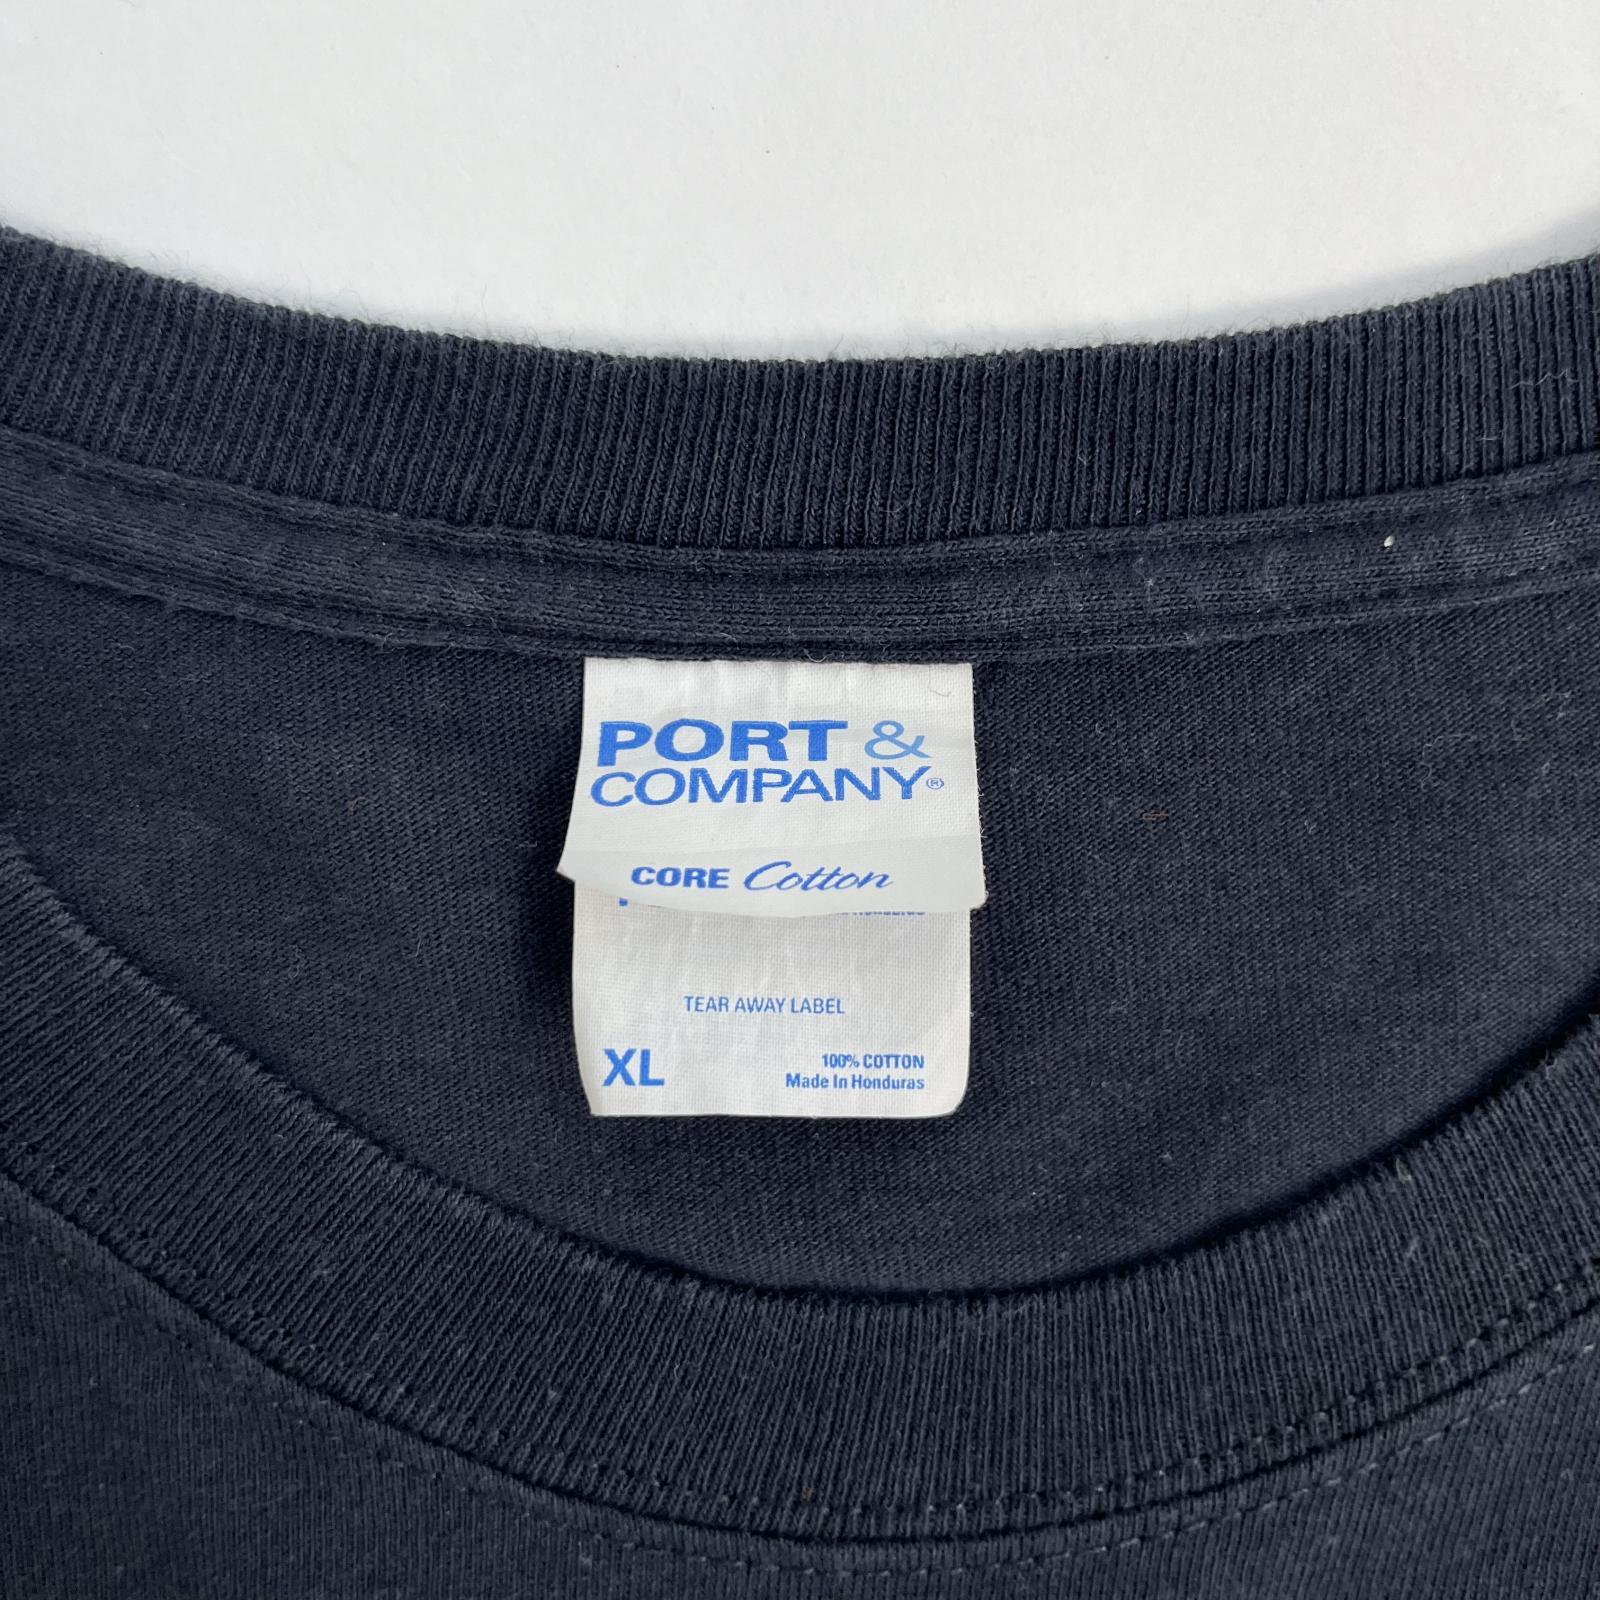 PORT &
COMPANY®
CORE Cotton
TEAR AWAY LABEL
XL
100% COTTON
Made In Honduras